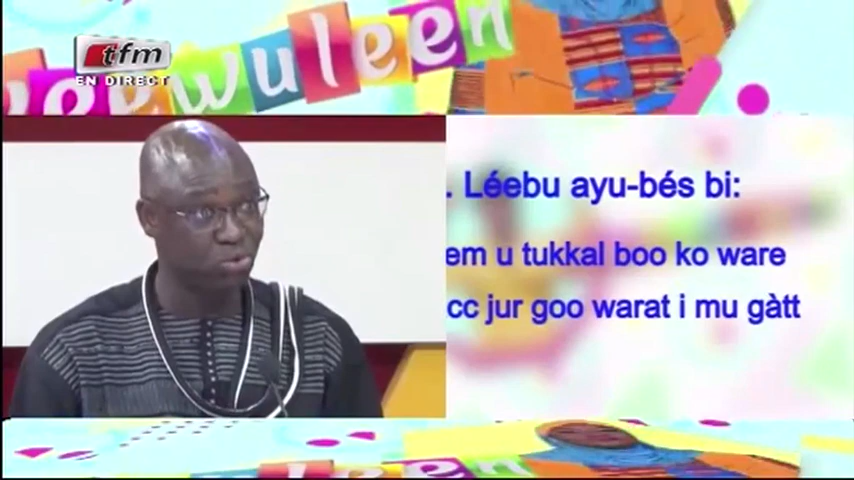 tfm
EN DIRECT
wuleen
. Léebu ayu-bés bi:
em u tukkal boo ko ware
cc jur goo warat i mu gàtt
uleen